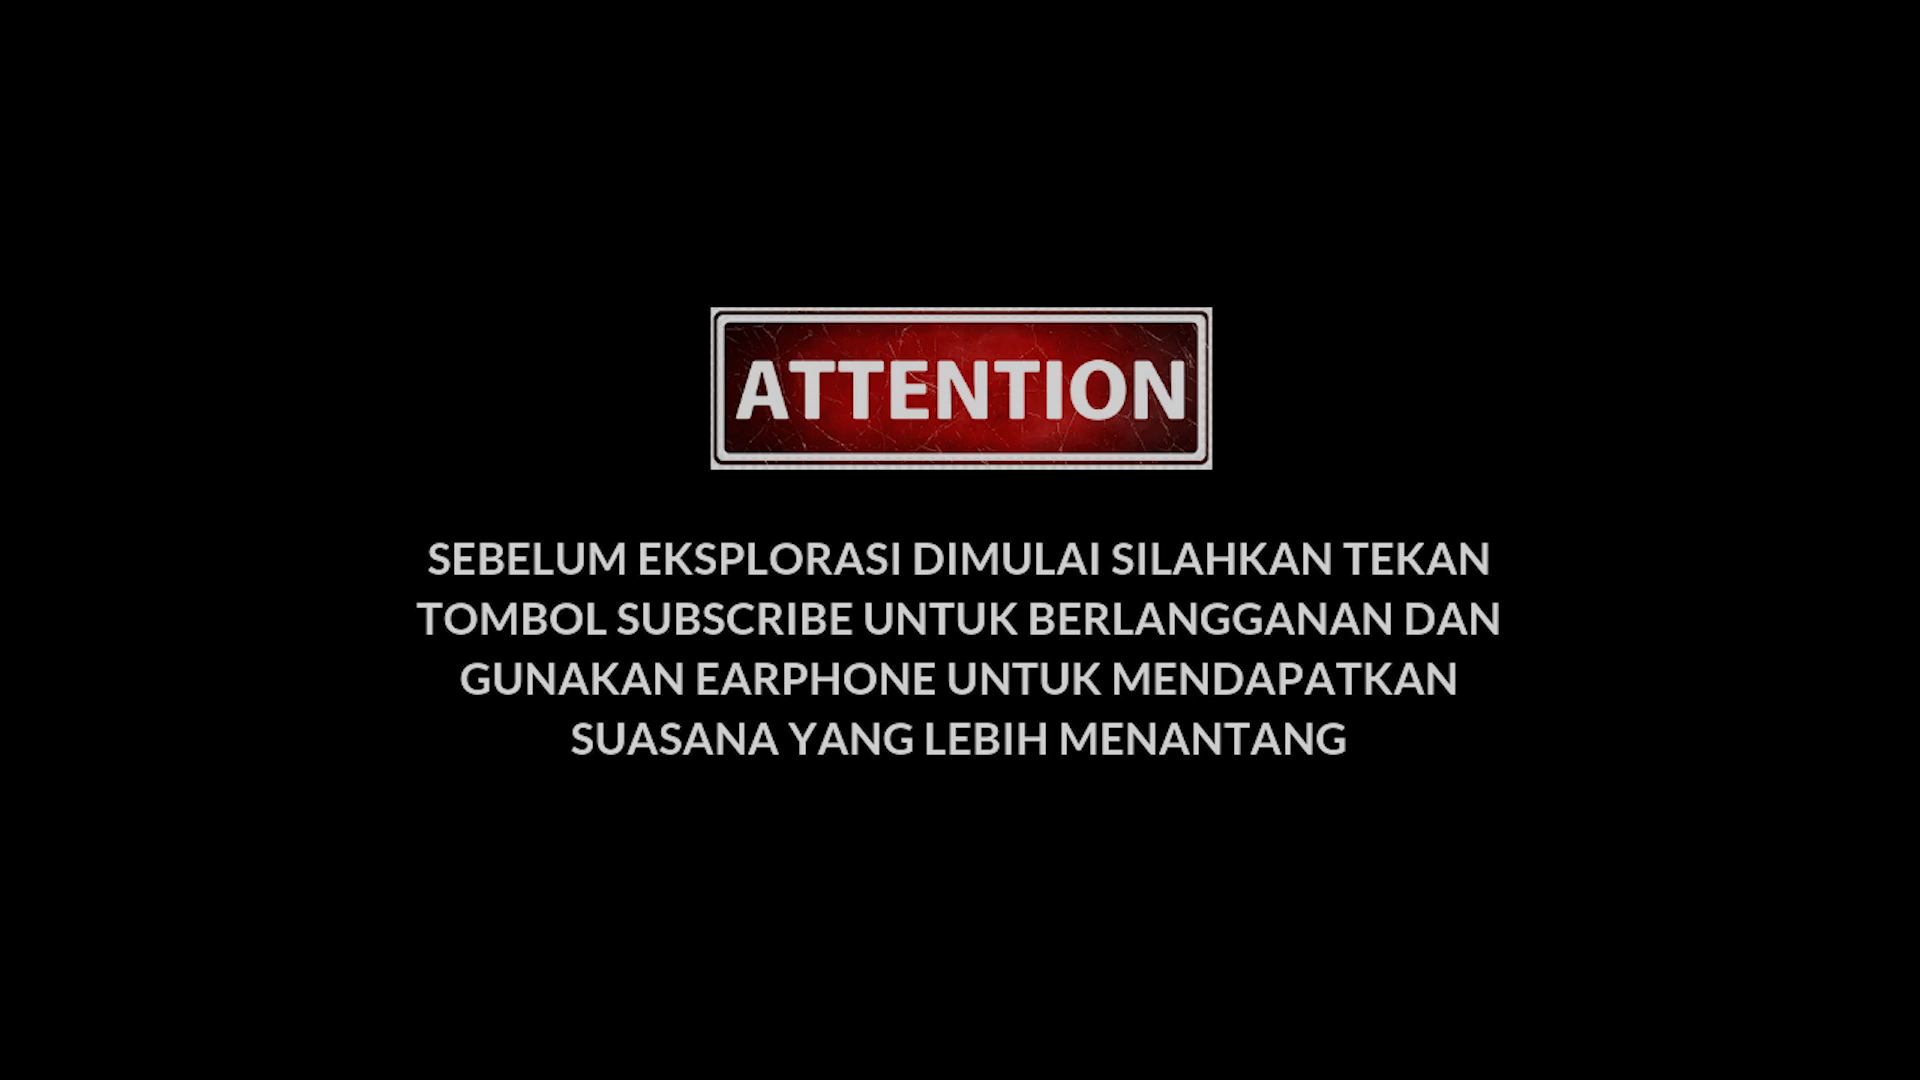 ATTENTION
SEBELUM EKSPLORASI DIMULAI SILAHKAN TEKAN
TOMBOL SUBSCRIBE UNTUK BERLANGGANAN DAN
GUNAKAN EARPHONE UNTUK MENDAPATKAN
SUASANA YANG LEBIH MENANTANG